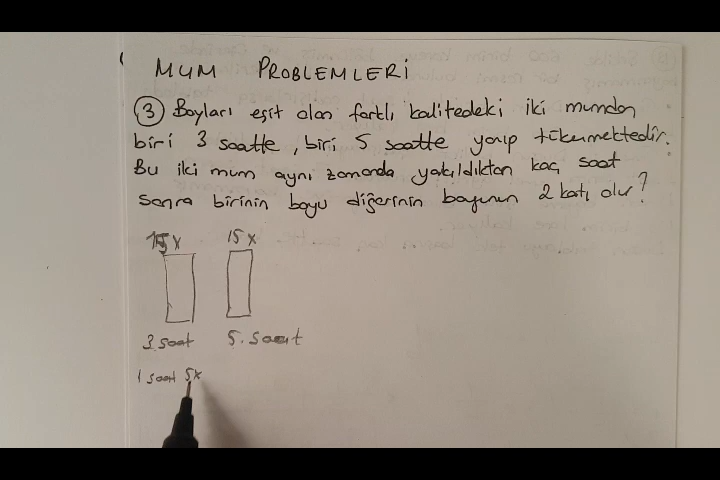 MUM PROBLEMLERİ
3 Boyları eşit olan farklı kalitedeki iki mumdan
biri 3 saatte, biri 5 saatte yanıp tükenmektedir.
Bu iki mum aynı zamanda yakıldıktan kaç saat
sonra birinin boyu diğerinin boyunun 2 katı olur?
15x 15x
3 saat 5. saat
1 saat 5x